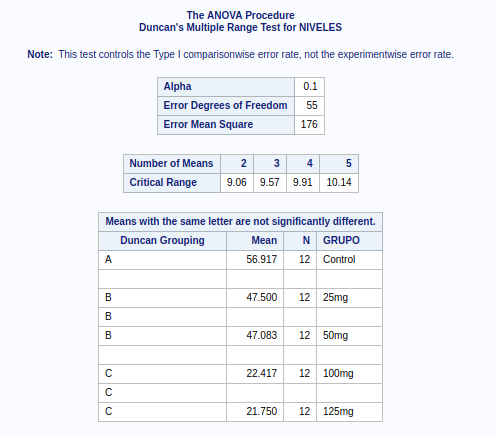 The ANOVA Procedure
Duncan's Multiple Range Test for NIVELES
Note: This test controls the Type I comparisonwise error rate, not the experimentwise error rate.
Alpha 0.1
Error Degrees of Freedom 55
Error Mean Square 176
Number of Means 2 3 4 5
Critical Range 9.06 9.57 9.91 10.14
Means with the same letter are not significantly different.
Duncan Grouping Mean N GRUPO
A 56.917 12 Control
B 47.500 12 25mg
B
B 47.083 12 50mg
C 22.417 12 100mg
C
C 21.750 12 125mg